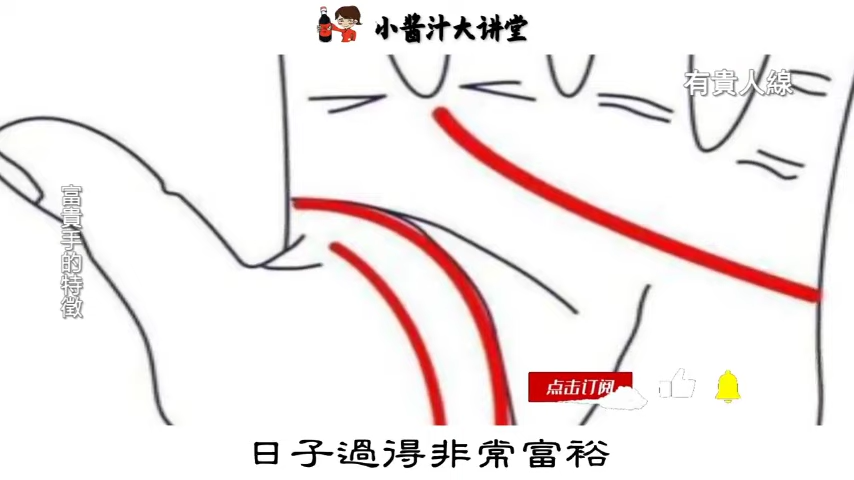 小酱汁大讲堂
有貴人線
富貴手的特徵
点击订阅
日子過得非常富裕